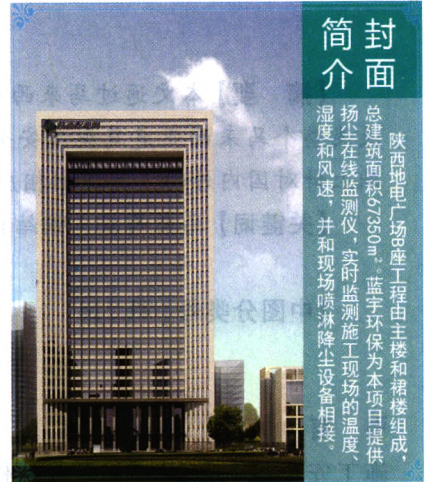 封面
简介
陕西地电广场B座工程由主楼和裙楼组成，
总建筑面积67350m²。蓝宇环保为本项目提供
扬尘在线监测仪，实时监测施工现场的温度、
湿度和风速，并和现场喷淋降尘设备相接。